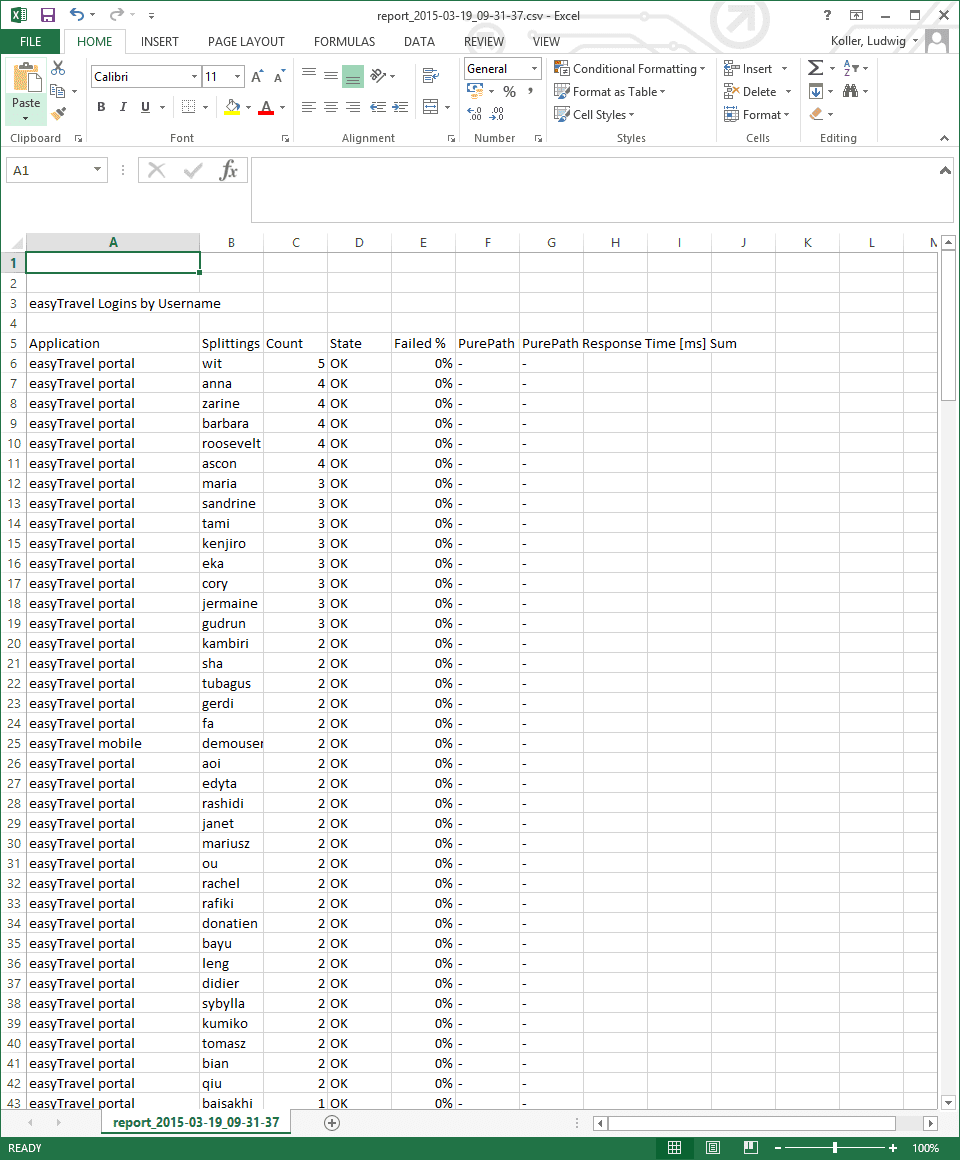 report_2015-03-19_09-31-37.csv - Excel
?
FILE HOME INSERT PAGE LAYOUT FORMULAS DATA REVIEW VIEW Koller, Ludwig
Calibri 11 General Conditional Formatting Insert
Paste B I U A % , Format as Table Delete
Cell Styles Format
Clipboard Font Alignment Number Styles Cells Editing
A1 fx
A B C D E F G H I J K L M
1
2
3 easyTravel Logins by Username
4
5 Application Splittings Count State Failed % PurePath PurePath Response Time [ms] Sum
6 easyTravel portal wit 5 OK 0% - -
7 easyTravel portal anna 4 OK 0% - -
8 easyTravel portal zarine 4 OK 0% - -
9 easyTravel portal barbara 4 OK 0% - -
10 easyTravel portal roosevelt 4 OK 0% - -
11 easyTravel portal ascon 4 OK 0% - -
12 easyTravel portal maria 3 OK 0% - -
13 easyTravel portal sandrine 3 OK 0% - -
14 easyTravel portal tami 3 OK 0% - -
15 easyTravel portal kenjiro 3 OK 0% - -
16 easyTravel portal eka 3 OK 0% - -
17 easyTravel portal cory 3 OK 0% - -
18 easyTravel portal jermaine 3 OK 0% - -
19 easyTravel portal gudrun 3 OK 0% - -
20 easyTravel portal kambiri 2 OK 0% - -
21 easyTravel portal sha 2 OK 0% - -
22 easyTravel portal tubagus 2 OK 0% - -
23 easyTravel portal gerdi 2 OK 0% - -
24 easyTravel portal fa 2 OK 0% - -
25 easyTravel mobile demouser 2 OK 0% - -
26 easyTravel portal aoi 2 OK 0% - -
27 easyTravel portal edyta 2 OK 0% - -
28 easyTravel portal rashidi 2 OK 0% - -
29 easyTravel portal janet 2 OK 0% - -
30 easyTravel portal mariusz 2 OK 0% - -
31 easyTravel portal ou 2 OK 0% - -
32 easyTravel portal rachel 2 OK 0% - -
33 easyTravel portal rafiki 2 OK 0% - -
34 easyTravel portal donatien 2 OK 0% - -
35 easyTravel portal bayu 2 OK 0% - -
36 easyTravel portal leng 2 OK 0% - -
37 easyTravel portal didier 2 OK 0% - -
38 easyTravel portal sybylla 2 OK 0% - -
39 easyTravel portal kumiko 2 OK 0% - -
40 easyTravel portal tomasz 2 OK 0% - -
41 easyTravel portal bian 2 OK 0% - -
42 easyTravel portal qiu 2 OK 0% - -
43 easyTravel portal baisakhi 1 OK 0% - -
report_2015-03-19_09-31-37
READY 100%